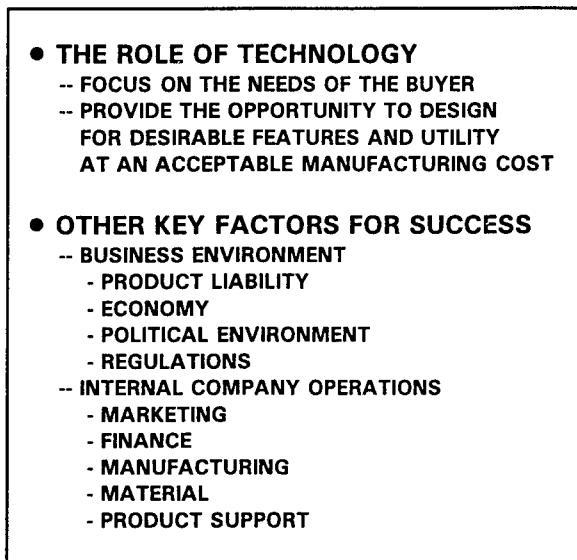 ● THE ROLE OF TECHNOLOGY
-- FOCUS ON THE NEEDS OF THE BUYER
-- PROVIDE THE OPPORTUNITY TO DESIGN
FOR DESIRABLE FEATURES AND UTILITY
AT AN ACCEPTABLE MANUFACTURING COST
● OTHER KEY FACTORS FOR SUCCESS
-- BUSINESS ENVIRONMENT
- PRODUCT LIABILITY
- ECONOMY
- POLITICAL ENVIRONMENT
- REGULATIONS
-- INTERNAL COMPANY OPERATIONS
- MARKETING
- FINANCE
- MANUFACTURING
- MATERIAL
- PRODUCT SUPPORT